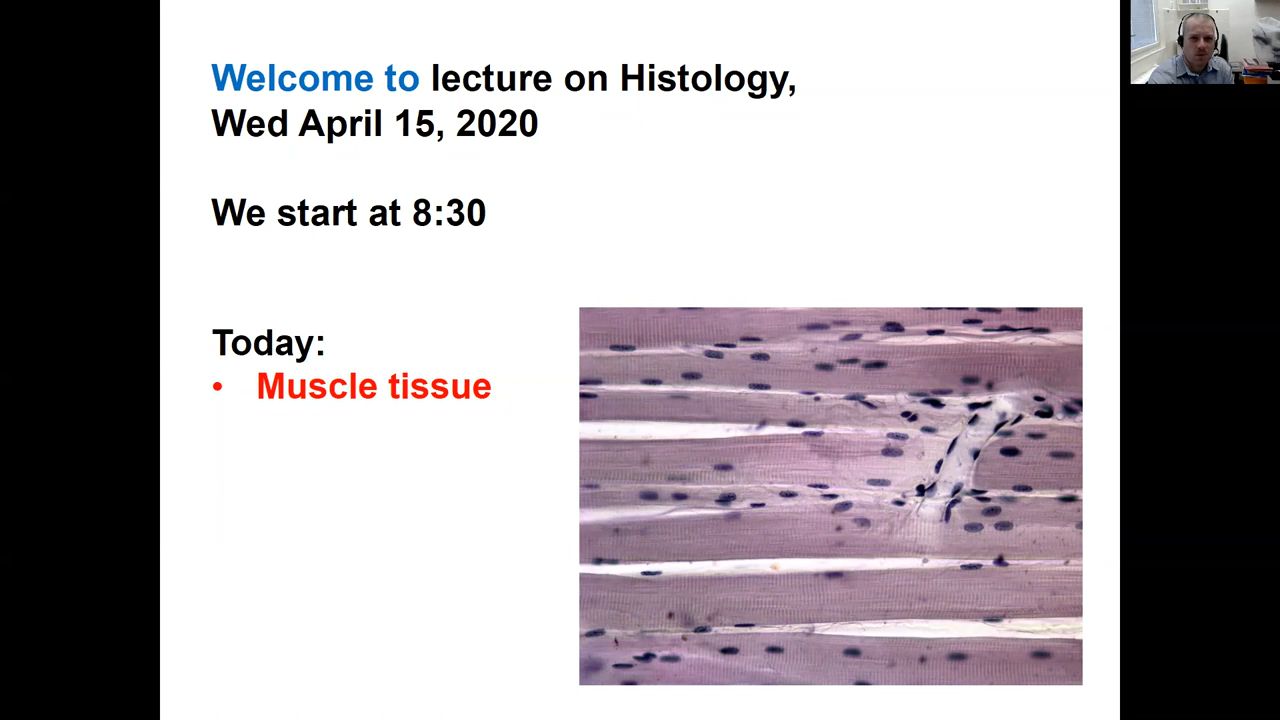 Welcome to lecture on Histology,
Wed April 15, 2020
We start at 8:30
Today:
• Muscle tissue